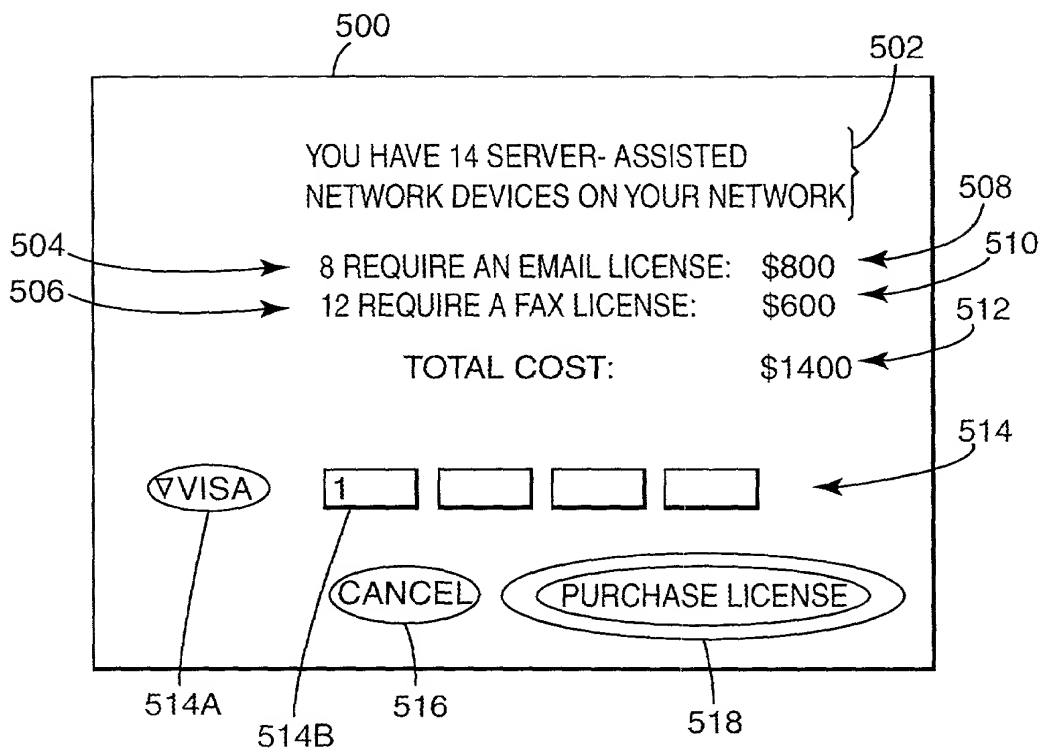 500
502
YOU HAVE 14 SERVER- ASSISTED
NETWORK DEVICES ON YOUR NETWORK
508
504
8 REQUIRE AN EMAIL LICENSE: $800
510
506
12 REQUIRE A FAX LICENSE: $600
512
TOTAL COST: $1400
514
▽VISA 1
CANCEL PURCHASE LICENSE
514A 514B 516 518